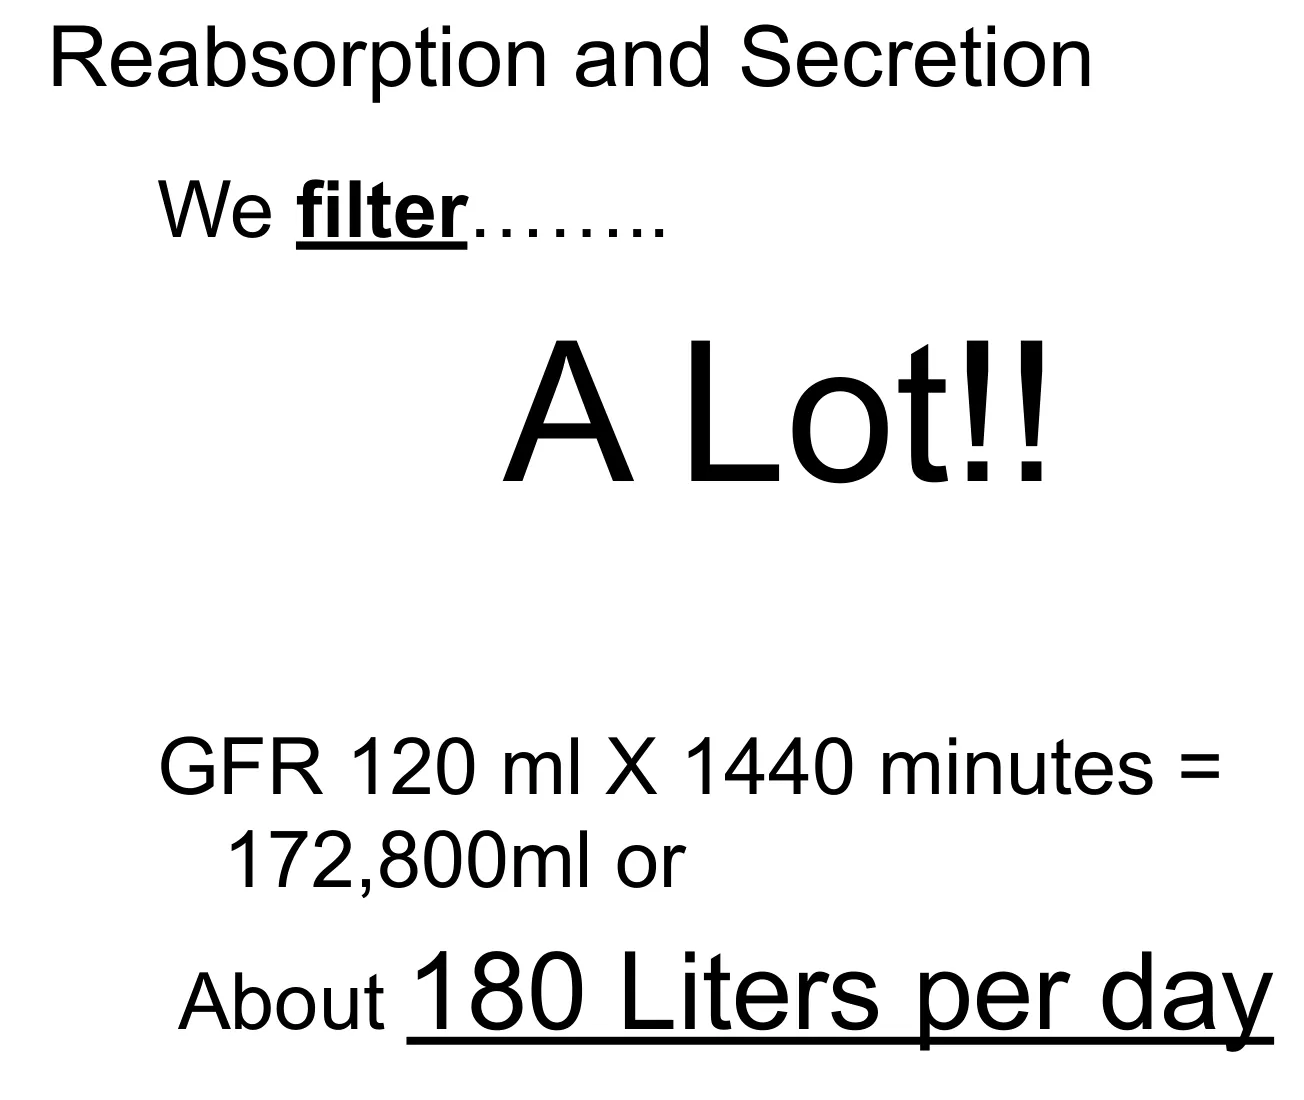 Reabsorption and Secretion
We filter……..
A Lot!!
GFR 120 ml X 1440 minutes =
172,800ml or
About 180 Liters per day